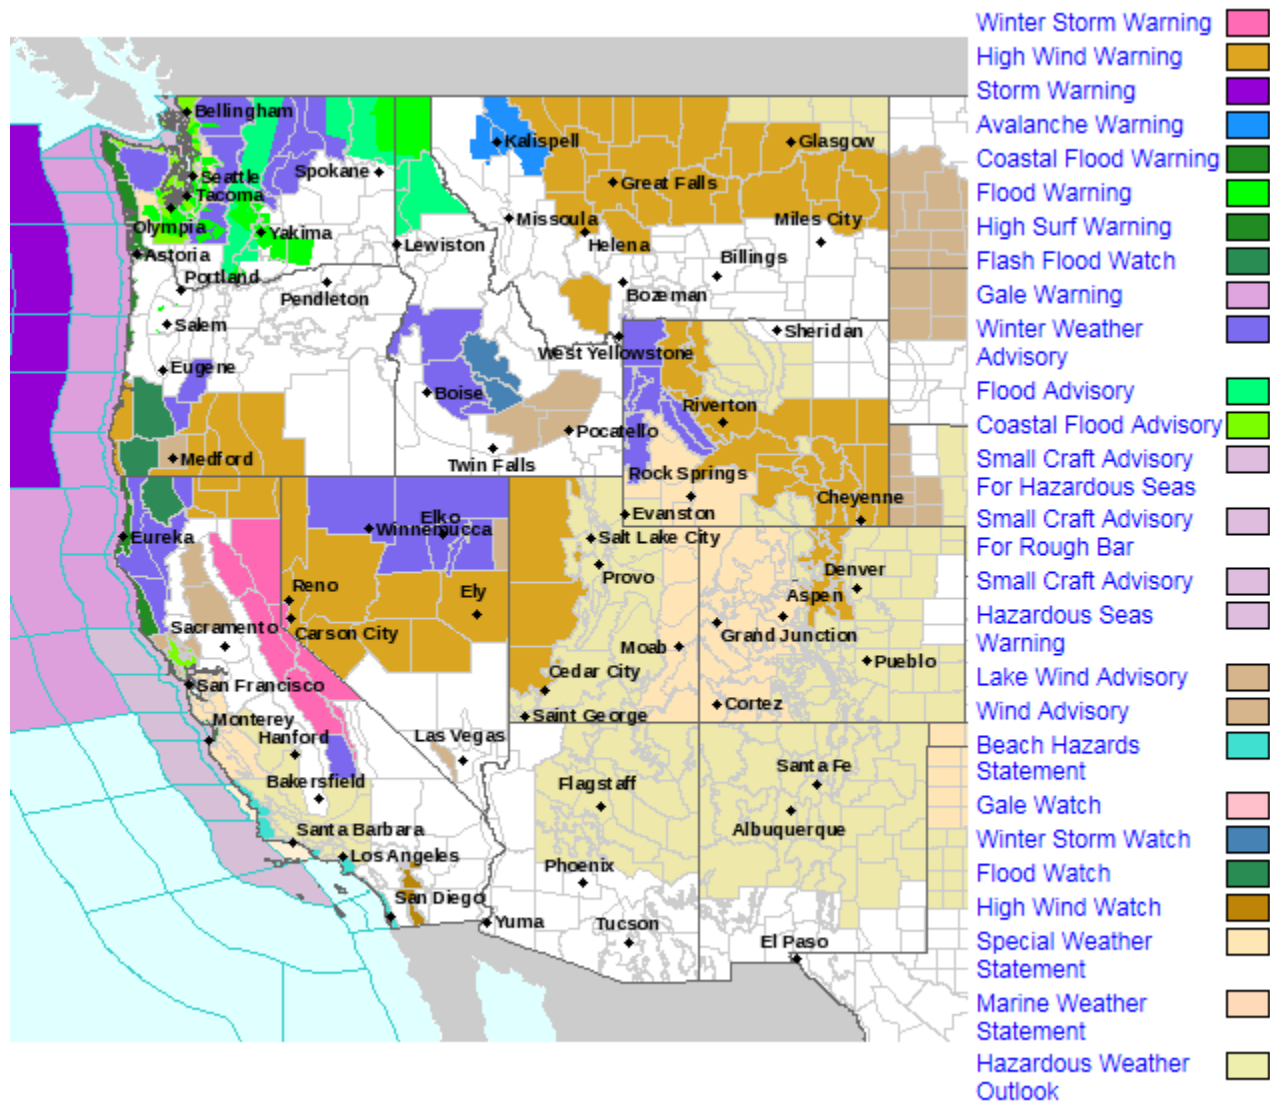 Winter Storm Warning
High Wind Warning
Storm Warning
Avalanche Warning
Coastal Flood Warning
Flood Warning
High Surf Warning
Flash Flood Watch
Gale Warning
Winter Weather
Advisory
Flood Advisory
Coastal Flood Advisory
Small Craft Advisory
For Hazardous Seas
Small Craft Advisory
For Rough Bar
Small Craft Advisory
Hazardous Seas
Warning
Lake Wind Advisory
Wind Advisory
Beach Hazards
Statement
Gale Watch
Winter Storm Watch
Flood Watch
High Wind Watch
Special Weather
Statement
Marine Weather
Statement
Hazardous Weather
Outlook
Bellingham
Seattle
Tacoma
Olympia
Yakima
Spokane
Astoria
Portland
Pendleton
Salem
Eugene
Medford
Lewiston
Kalispell
Missoula
Great Falls
Helena
Glasgow
Miles City
Billings
Bozeman
West Yellowstone
Sheridan
Boise
Pocatello
Twin Falls
Riverton
Rock Springs
Cheyenne
Evanston
Eureka
Winnemucca
Elko
Salt Lake City
Provo
Reno
Carson City
Ely
Sacramento
San Francisco
Monterey
Hanford
Bakersfield
Santa Barbara
Los Angeles
San Diego
Las Vegas
Moab
Cedar City
Saint George
Denver
Aspen
Grand Junction
Pueblo
Cortez
Flagstaff
Santa Fe
Albuquerque
Phoenix
Yuma
Tucson
El Paso